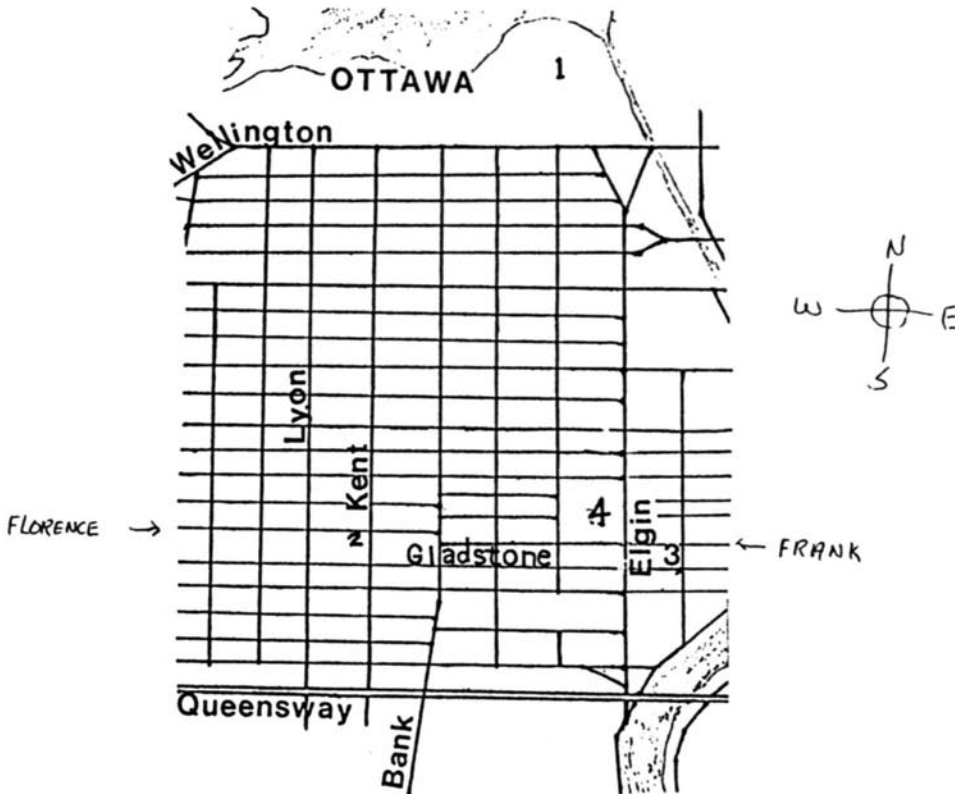 OTTAWA
1
Wellington
N
W
E
S
Lyon
Kent
4
Elgin
FLORENCE →
2
Gladstone
3
← FRANK
Queensway
Bank